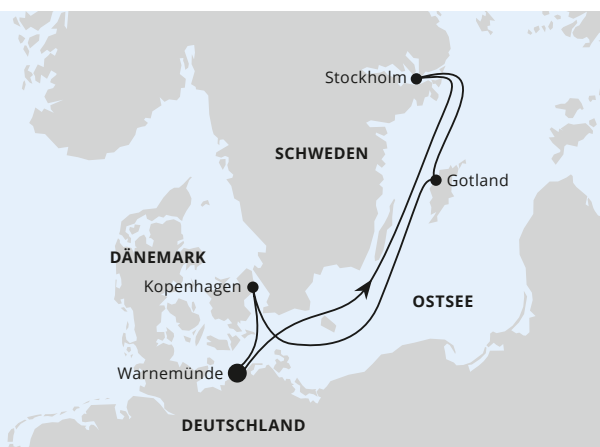 Stockholm
SCHWEDEN
Gotland
DÄNEMARK
Kopenhagen
OSTSEE
Warnemünde
DEUTSCHLAND